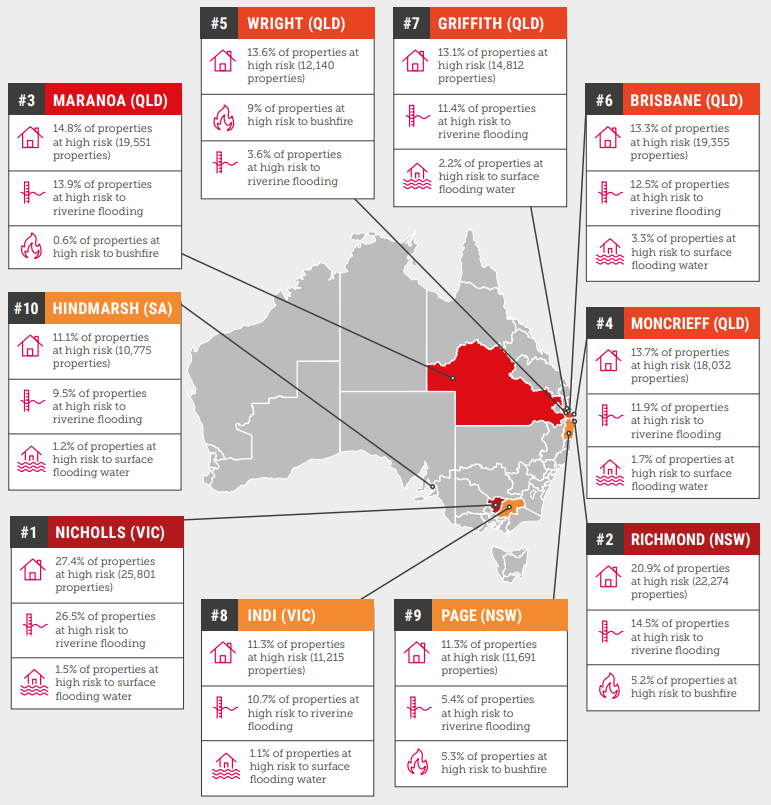 #5 WRIGHT (QLD)
13.6% of properties at
high risk (12,140
properties)
9% of properties at
high risk to bushfire
3.6% of properties
at high risk to
riverine flooding
#7 GRIFFITH (QLD)
13.1% of properties at
high risk (14,812
properties)
11.4% of properties
at high risk to
riverine flooding
2.2% of properties at
high risk to surface
flooding water
#3 MARANOA (QLD)
14.8% of properties
at high risk (19,551
properties)
13.9% of properties
at high risk to
riverine flooding
0.6% of properties at
high risk to bushfire
#6 BRISBANE (QLD)
13.3% of properties
at high risk (19,355
properties)
12.5% of properties
at high risk to
riverine flooding
3.3% of properties at
high risk to surface
flooding water
#10 HINDMARSH (SA)
11.1% of properties
at high risk (10,775
properties)
9.5% of properties
at high risk to
riverine flooding
1.2% of properties at
high risk to surface
flooding water
#4 MONCRIEFF (QLD)
13.7% of properties
at high risk (18,032
properties)
11.9% of properties
at high risk to
riverine flooding
1.7% of properties at
high risk to surface
flooding water
#1 NICHOLLS (VIC)
27.4% of properties
at high risk (25,801
properties)
26.5% of properties
at high risk to
riverine flooding
1.5% of properties at
high risk to surface
flooding water
#2 RICHMOND (NSW)
20.9% of properties
at high risk (22,274
properties)
14.5% of properties
at high risk to
riverine flooding
5.2% of properties at
high risk to bushfire
#8 INDI (VIC)
11.3% of properties
at high risk (11,215
properties)
10.7% of properties at
high risk to riverine
flooding
1.1% of properties at
high risk to surface
flooding water
#9 PAGE (NSW)
11.3% of properties
at high risk (11,691
properties)
5.4% of properties
at high risk to
riverine flooding
5.3% of properties at
high risk to bushfire